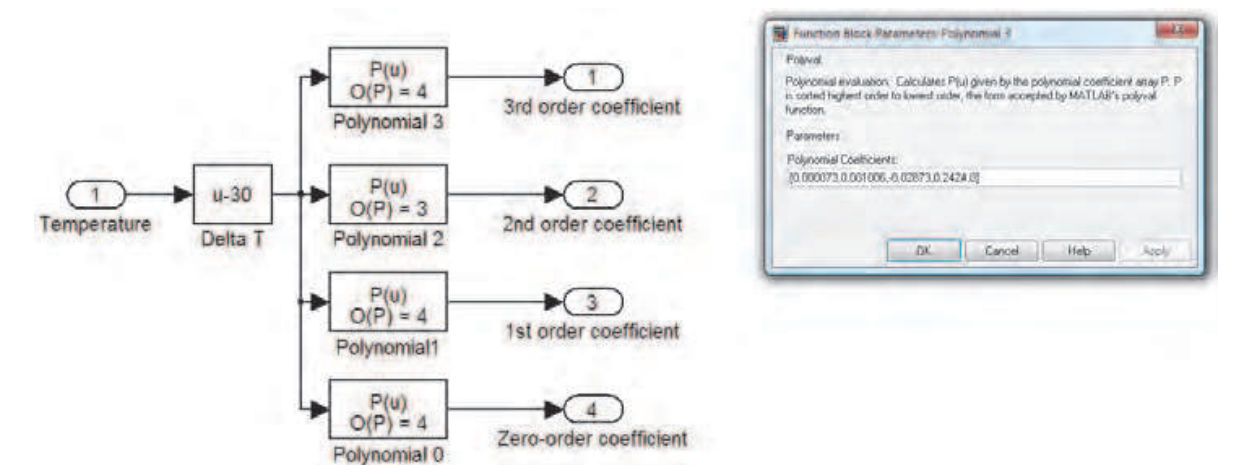 P(u)
O(P) = 4
Polynomial 3
1
3rd order coefficient
1
Temperature
u-30
Delta T
P(u)
O(P) = 3
Polynomial 2
2
2nd order coefficient
P(u)
O(P) = 4
Polynomial1
3
1st order coefficient
P(u)
O(P) = 4
Polynomial 0
4
Zero-order coefficient
Function Block Parameters: Polynomial 3
Polyval
Polynomial evaluation. Calculates P(u) given by the polynomial coefficient array P. P
is sorted highest order to lowest order, the form accepted by MATLAB's polyval
function.
Parameters
Polynomial Coefficients:
[0.000073,0.001006,-0.02873,0.2424,0]
OK
Cancel
Help
Apply